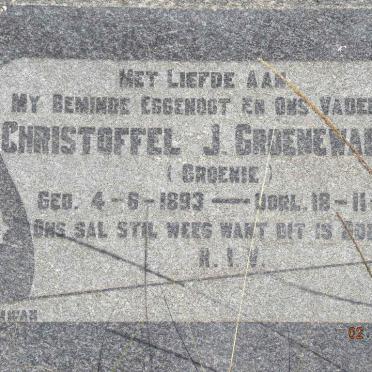 MET LIEFDE AAN
MY BEMINDE EGGENOOT EN ONS VADER
CHRISTOFFEL J. GROENEWA
(GROENIE)
GEB. 4-6-1893 — OORL. 18-11-
ONS SAL STIL WEES WANT DIT IS
R.I.V.
02